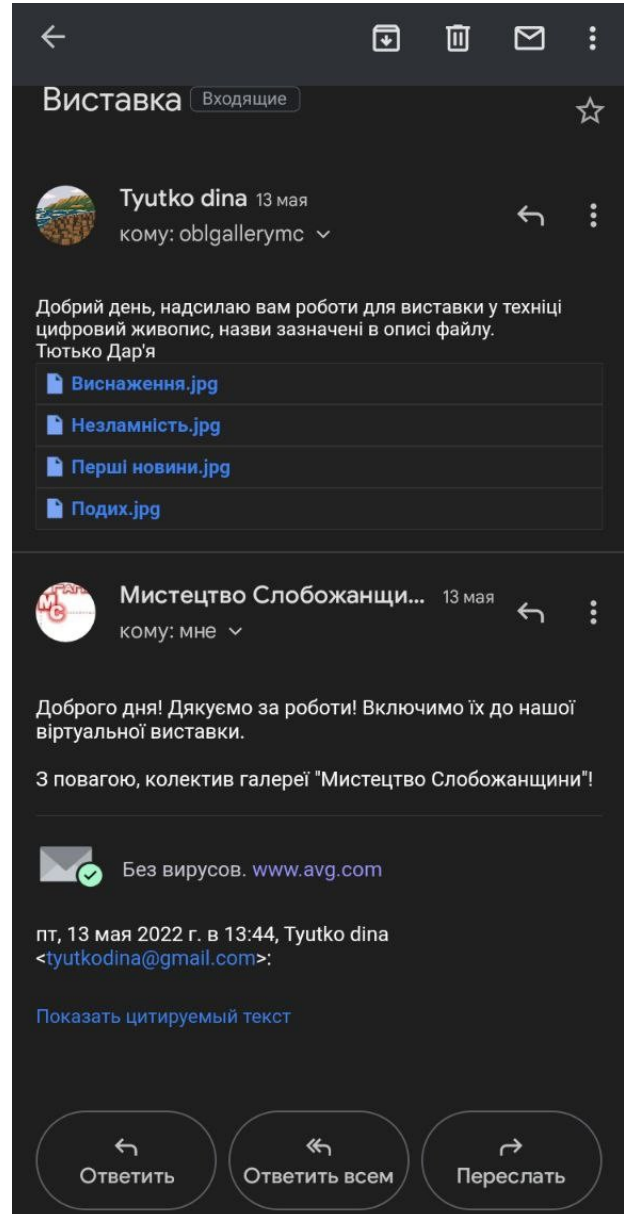 Виставка Входящие
Tyutko dina 13 мая
кому: oblgallerymc
Добрий день, надсилаю вам роботи для виставки у техніці
цифровий живопис, назви зазначені в описі файлу.
Тютько Дар'я
Виснаження.jpg
Незламність.jpg
Перші новини.jpg
Подих.jpg
МС
Мистецтво Слобожанщи... 13 мая
кому: мне
Доброго дня! Дякуємо за роботи! Включимо їх до нашої
віртуальної виставки.
З повагою, колектив галереї "Мистецтво Слобожанщини"!
Без вирусов. www.avg.com
пт, 13 мая 2022 г. в 13:44, Tyutko dina
<tyutkodina@gmail.com>:
Показать цитируемый текст
Ответить
Ответить всем
Переслать